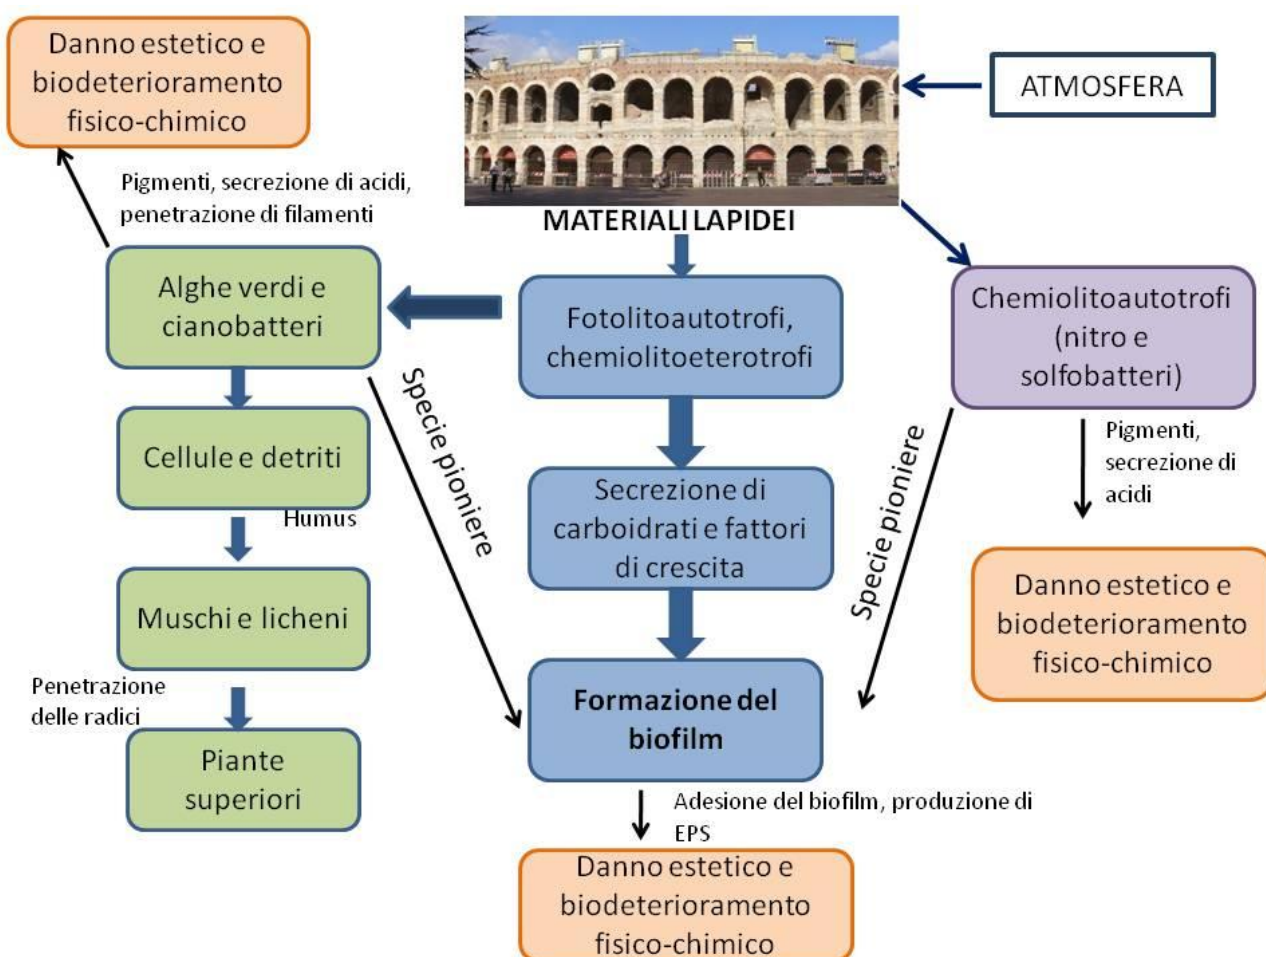 Danno estetico e
biodeterioramento
fisico-chimico
ATMOSFERA
Pigmenti, secrezione di acidi,
penetrazione di filamenti
MATERIALI LAPIDEI
Alghe verdi e
cianobatteri
Fotolitoautotrofi,
chemiolitoeterotrofi
Chemiolitoautotrofi
(nitro e
solfobatteri)
Specie pioniere
Specie pioniere
Pigmenti,
secrezione di
acidi
Cellule e detriti
Humus
Secrezione di
carboidrati e fattori
di crescita
Danno estetico e
biodeterioramento
fisico-chimico
Muschi e licheni
Penetrazione
delle radici
Formazione del
biofilm
Piante
superiori
Adesione del biofilm, produzione di
EPS
Danno estetico e
biodeterioramento
fisico-chimico